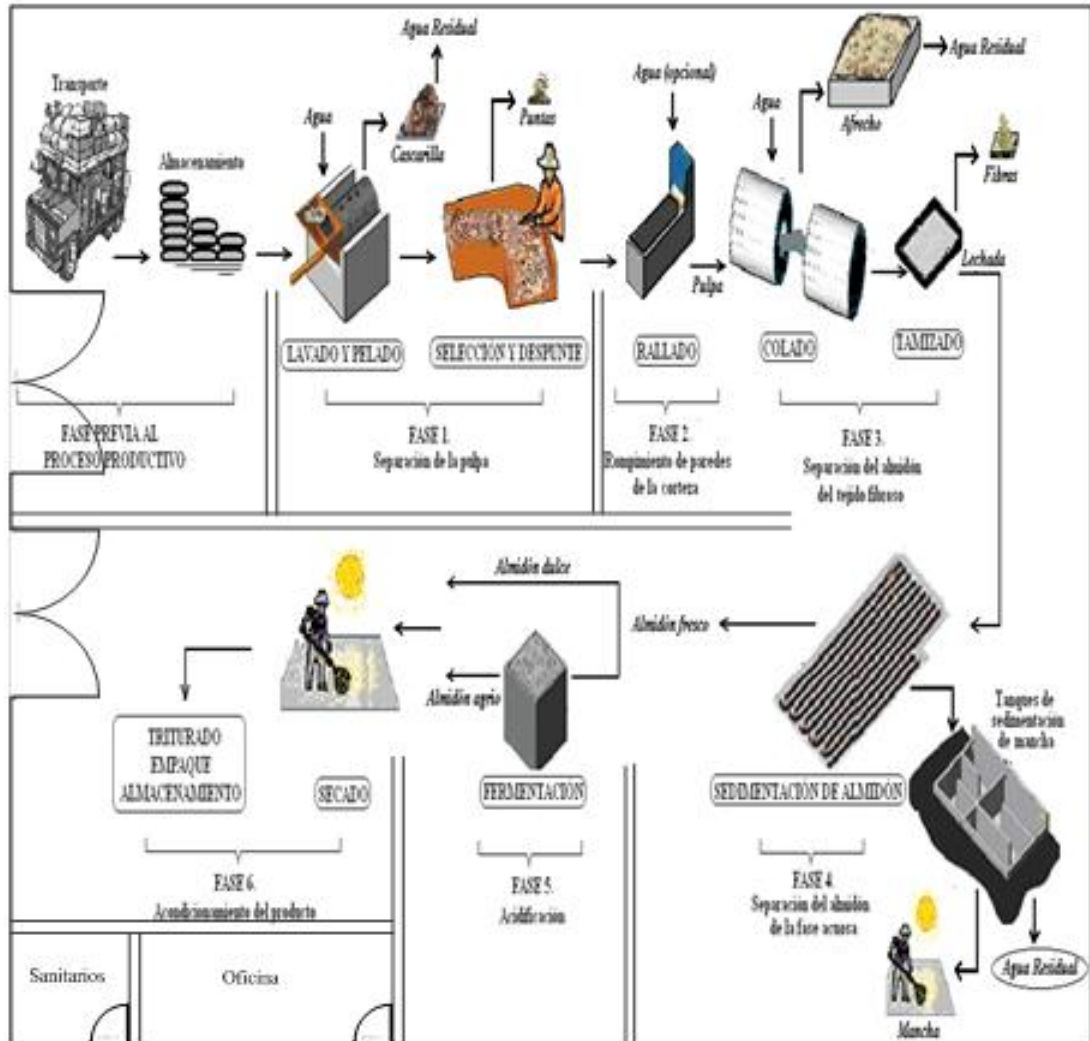 Transporte
Almacenamiento
Agua
Agua Residual
Cascarilla
Puntas
Agua (opcional)
Pulpa
Agua
Afrecho
Agua Residual
Fibras
Lechada
LAVADO Y PELADO
SELECCIÓN Y DESPUNTE
RALLADO
COLADO
TAMIZADO
FASE PREVIA AL
PROCESO PRODUCTIVO
FASE 1.
Separación de la pulpa
FASE 2.
Rompimiento de paredes
de la corteza
FASE 3.
Separación del almidón
del tejido fibroso
Almidón dulce
Almidón fresco
Almidón agrio
Tanques de
sedimentación
de mancha
TRITURADO
EMPAQUE
ALMACENAMIENTO
SECADO
FERMENTACIÓN
SEDIMENTACIÓN DE ALMIDÓN
FASE 6.
Acondicionamiento del producto
FASE 5.
Acidificación
FASE 4.
Separación del almidón
de la fase acuosa
Agua Residual
Mancha
Sanitarios
Oficina